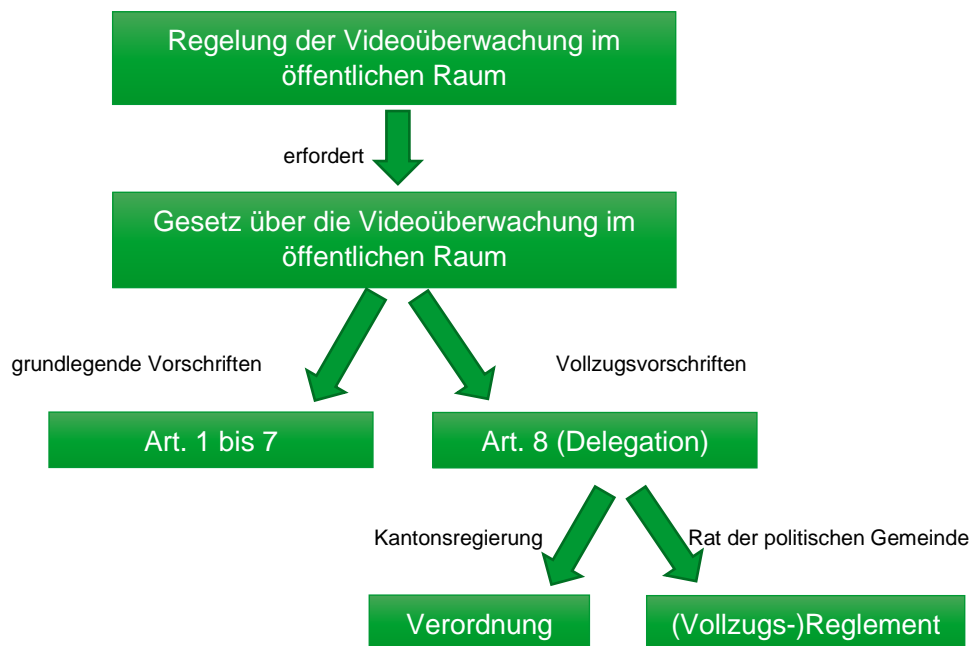 Regelung der Videoüberwachung im
öffentlichen Raum
erfordert
Gesetz über die Videoüberwachung im
öffentlichen Raum
grundlegende Vorschriften
Vollzugsvorschriften
Art. 1 bis 7
Art. 8 (Delegation)
Kantonsregierung
Rat der politischen Gemeinde
Verordnung
(Vollzugs-)Reglement